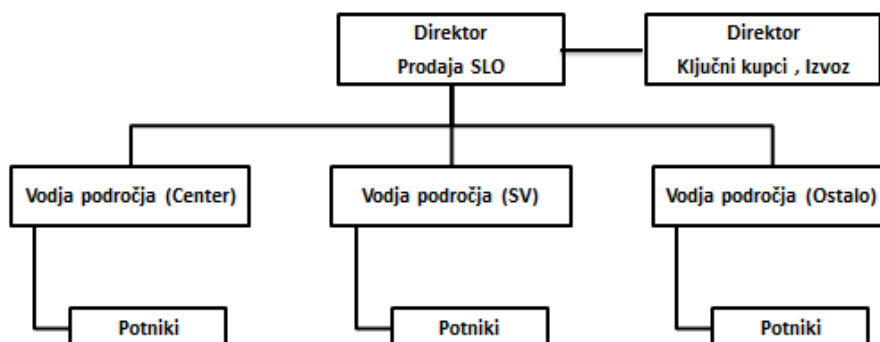 Direktor
Prodaja SLO
Direktor
Ključni kupci , Izvoz
Vodja področja (Center)
Vodja področja (SV)
Vodja področja (Ostalo)
Potniki
Potniki
Potniki